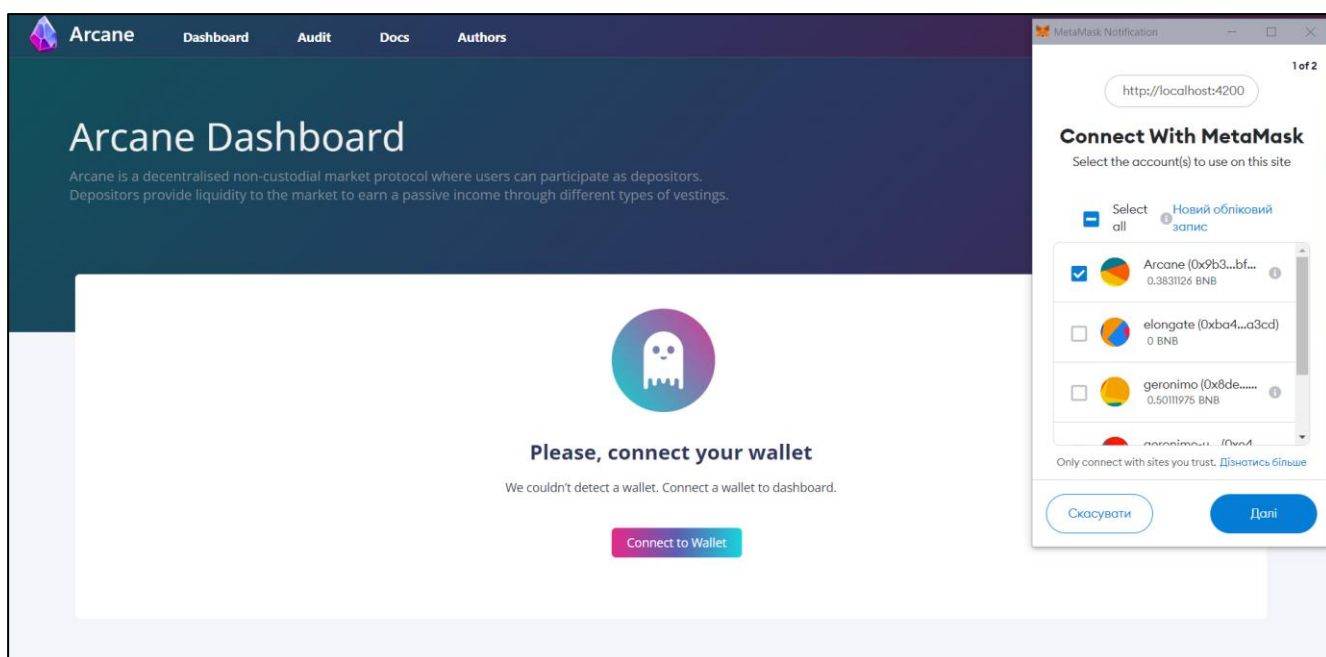 Arcane Dashboard Audit Docs Authors
Arcane Dashboard
Arcane is a decentralised non-custodial market protocol where users can participate as depositors.
Depositors provide liquidity to the market to earn a passive income through different types of vestings.
Please, connect your wallet
We couldn't detect a wallet. Connect a wallet to dashboard.
Connect to Wallet
MetaMask Notification
1 of 2
http://localhost:4200
Connect With MetaMask
Select the account(s) to use on this site
Select all
Новий обліковий
запис
Arcane (0x9b3...bf...
0.3831126 BNB
elongate (0xba4...a3cd)
0 BNB
geronimo (0x8de......
0.50111975 BNB
Only connect with sites you trust. Дізнатись більше
Скасувати Далі